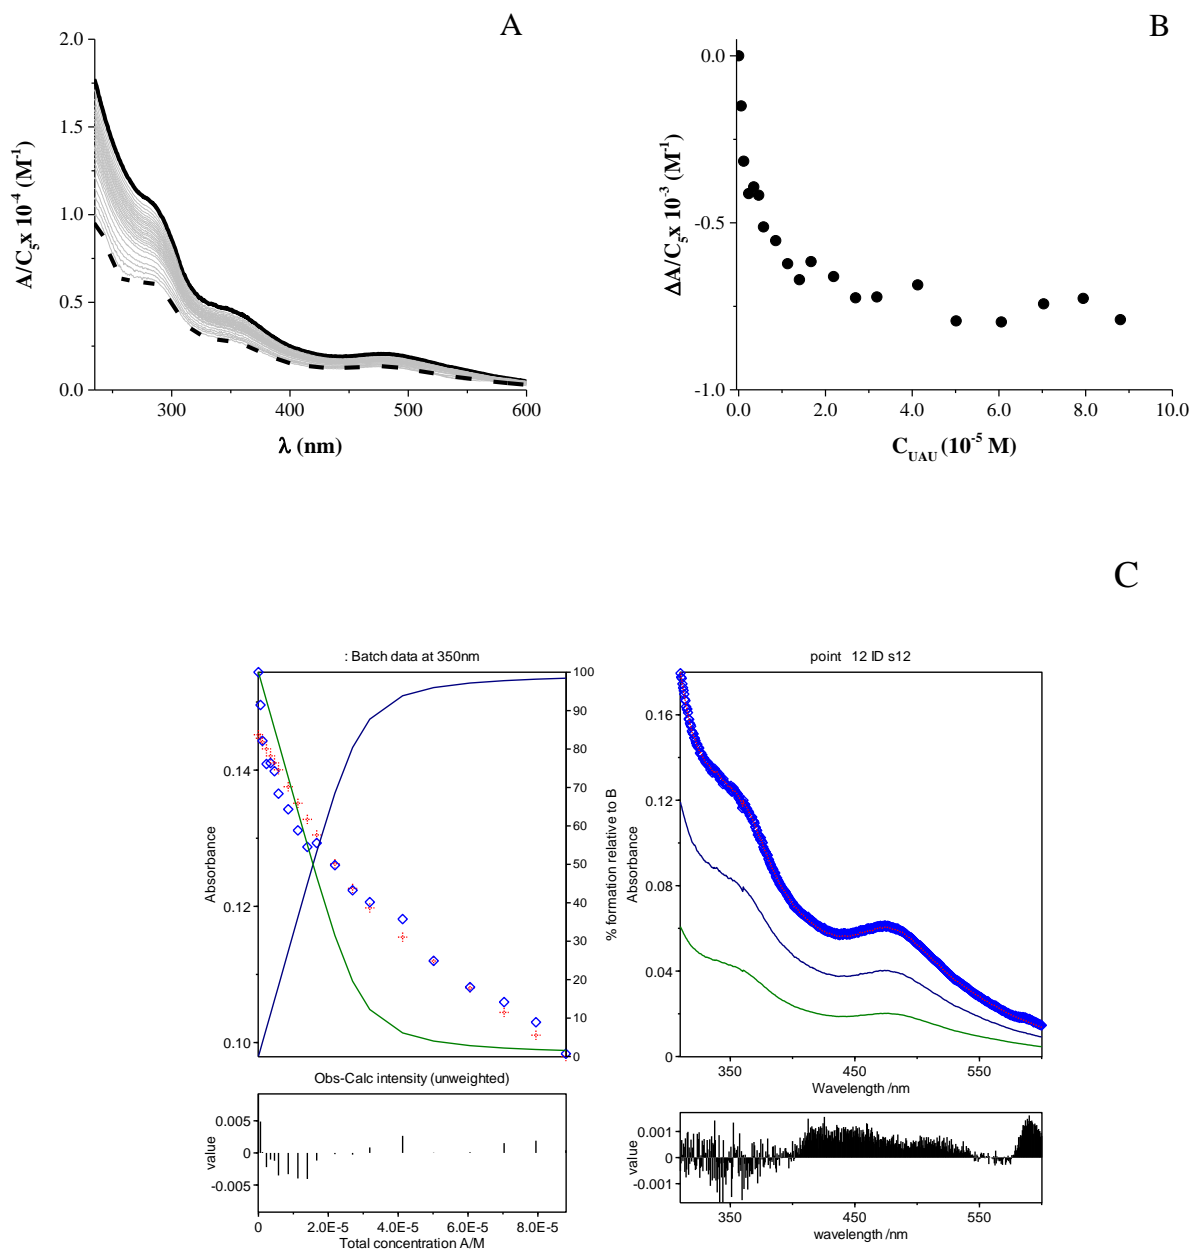 A
2.0
1.5
1.0
0.5
0.0
A/C5x 10-4 (M-1)
300
400
500
600
λ (nm)
B
0.0
-0.5
-1.0
ΔA/C5x 10-3 (M-1)
0.0
2.0
4.0
6.0
8.0
10.0
CUAU (10-5 M)
C
: Batch data at 350nm
0.14
0.12
0.10
Absorbance
100
90
80
70
60
50
40
30
20
10
0
% formation relative to B
Obs-Calc intensity (unweighted)
0.005
0
-0.005
value
0
2.0E-5
4.0E-5
6.0E-5
8.0E-5
Total concentration A/M
point 12 ID s12
0.16
0.12
0.08
0.04
0
Absorbance
350
450
550
Wavelength /nm
0.001
0
-0.001
value
350
450
550
wavelength /nm